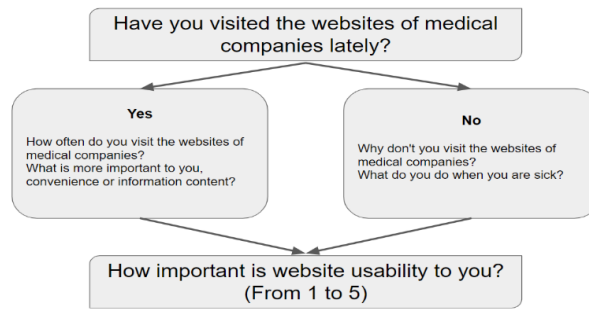 Have you visited the websites of medical
companies lately?
Yes
How often do you visit the websites of
medical companies?
What is more important to you,
convenience or information content?
No
Why don't you visit the websites of
medical companies?
What do you do when you are sick?
How important is website usability to you?
(From 1 to 5)